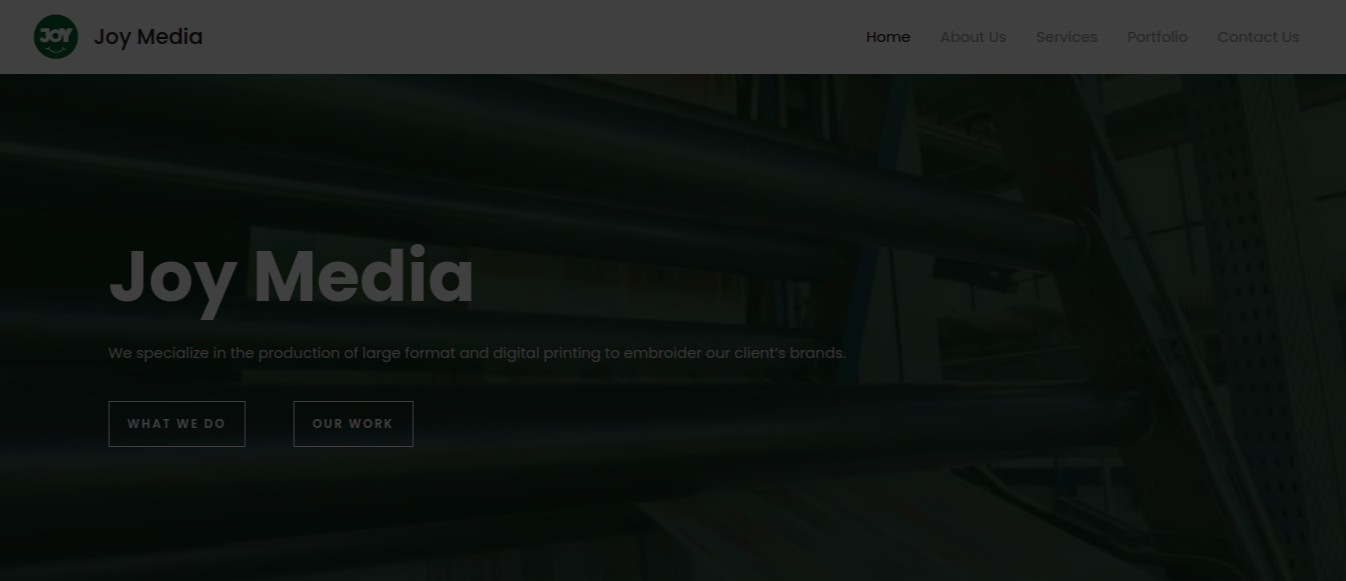 JOY
Joy Media
Home
About Us
Services
Portfolio
Contact Us
Joy Media
We specialize in the production of large format and digital printing to embroider our client's brands.
WHAT WE DO
OUR WORK